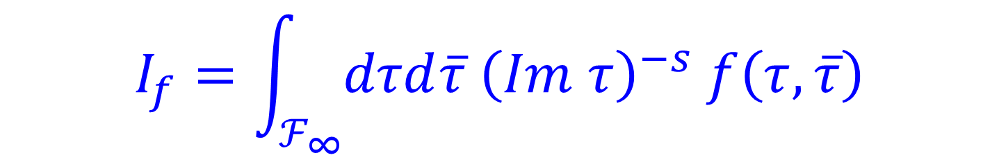 I_f = ∫_{ℱ_∞} dτdτ̄ (Im τ)^{−s} f(τ, τ̄)